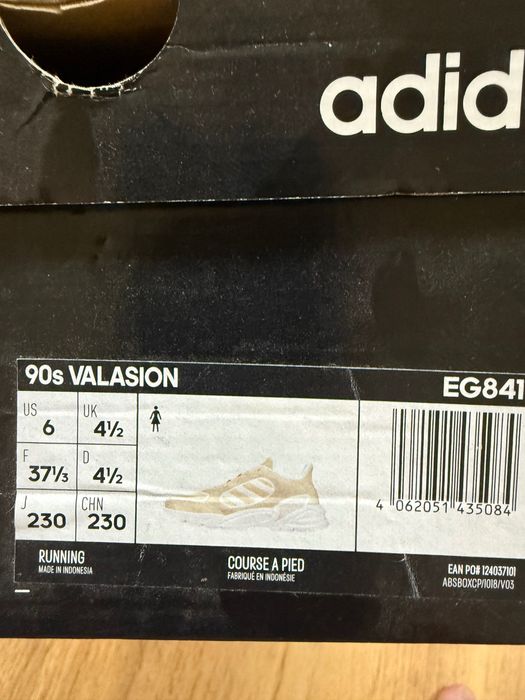 adid
90s VALASION
EG841
US 6 UK 4½
F 37⅓ D 4½
J 230 CHN 230
4 062051 435084
RUNNING
MADE IN INDONESIA
COURSE A PIED
FABRIQUÉ EN INDONÉSIE
EAN PO# 124037101
ABSBOXCP/1018/V03